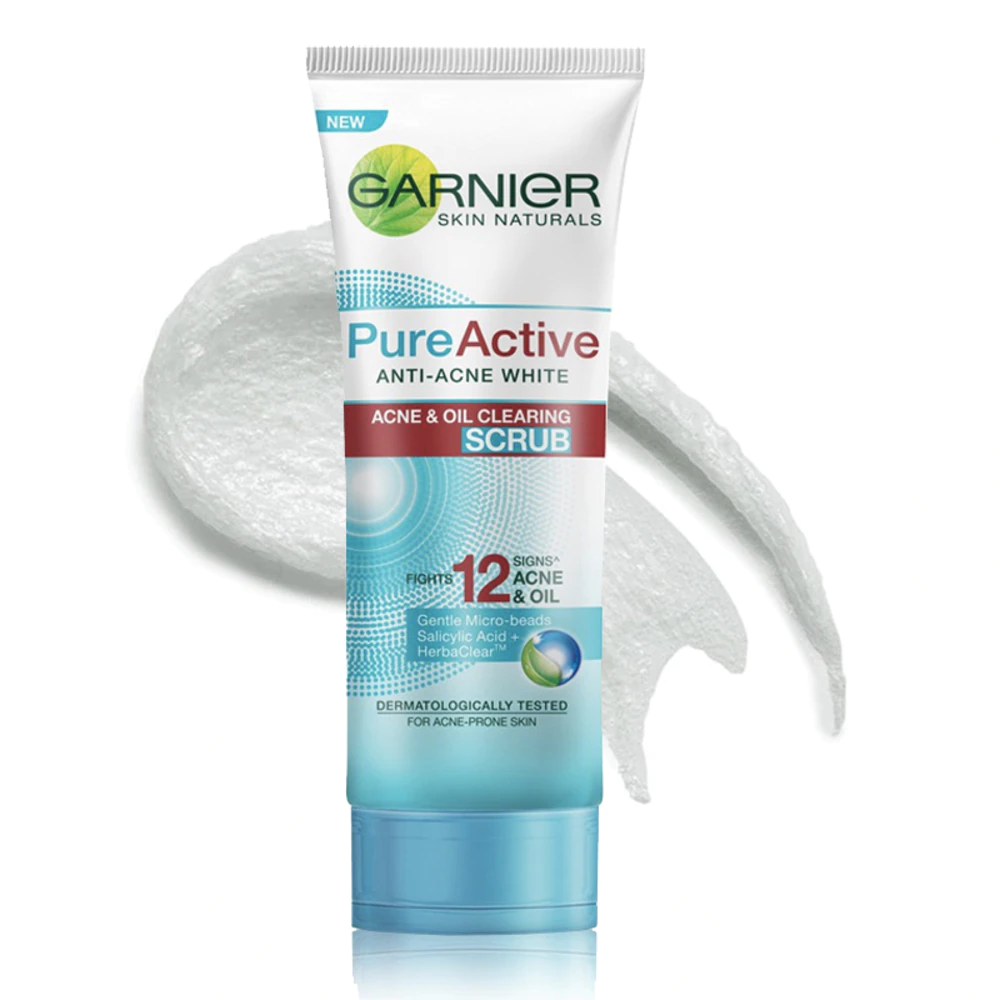 NEW
GARNIER
SKIN NATURALS
PureActive
ANTI-ACNE WHITE
ACNE & OIL CLEARING
SCRUB
FIGHTS 12 SIGNS^
ACNE
& OIL
Gentle Micro-beads
Salicylic Acid +
HerbaClear™
DERMATOLOGICALLY TESTED
FOR ACNE-PRONE SKIN